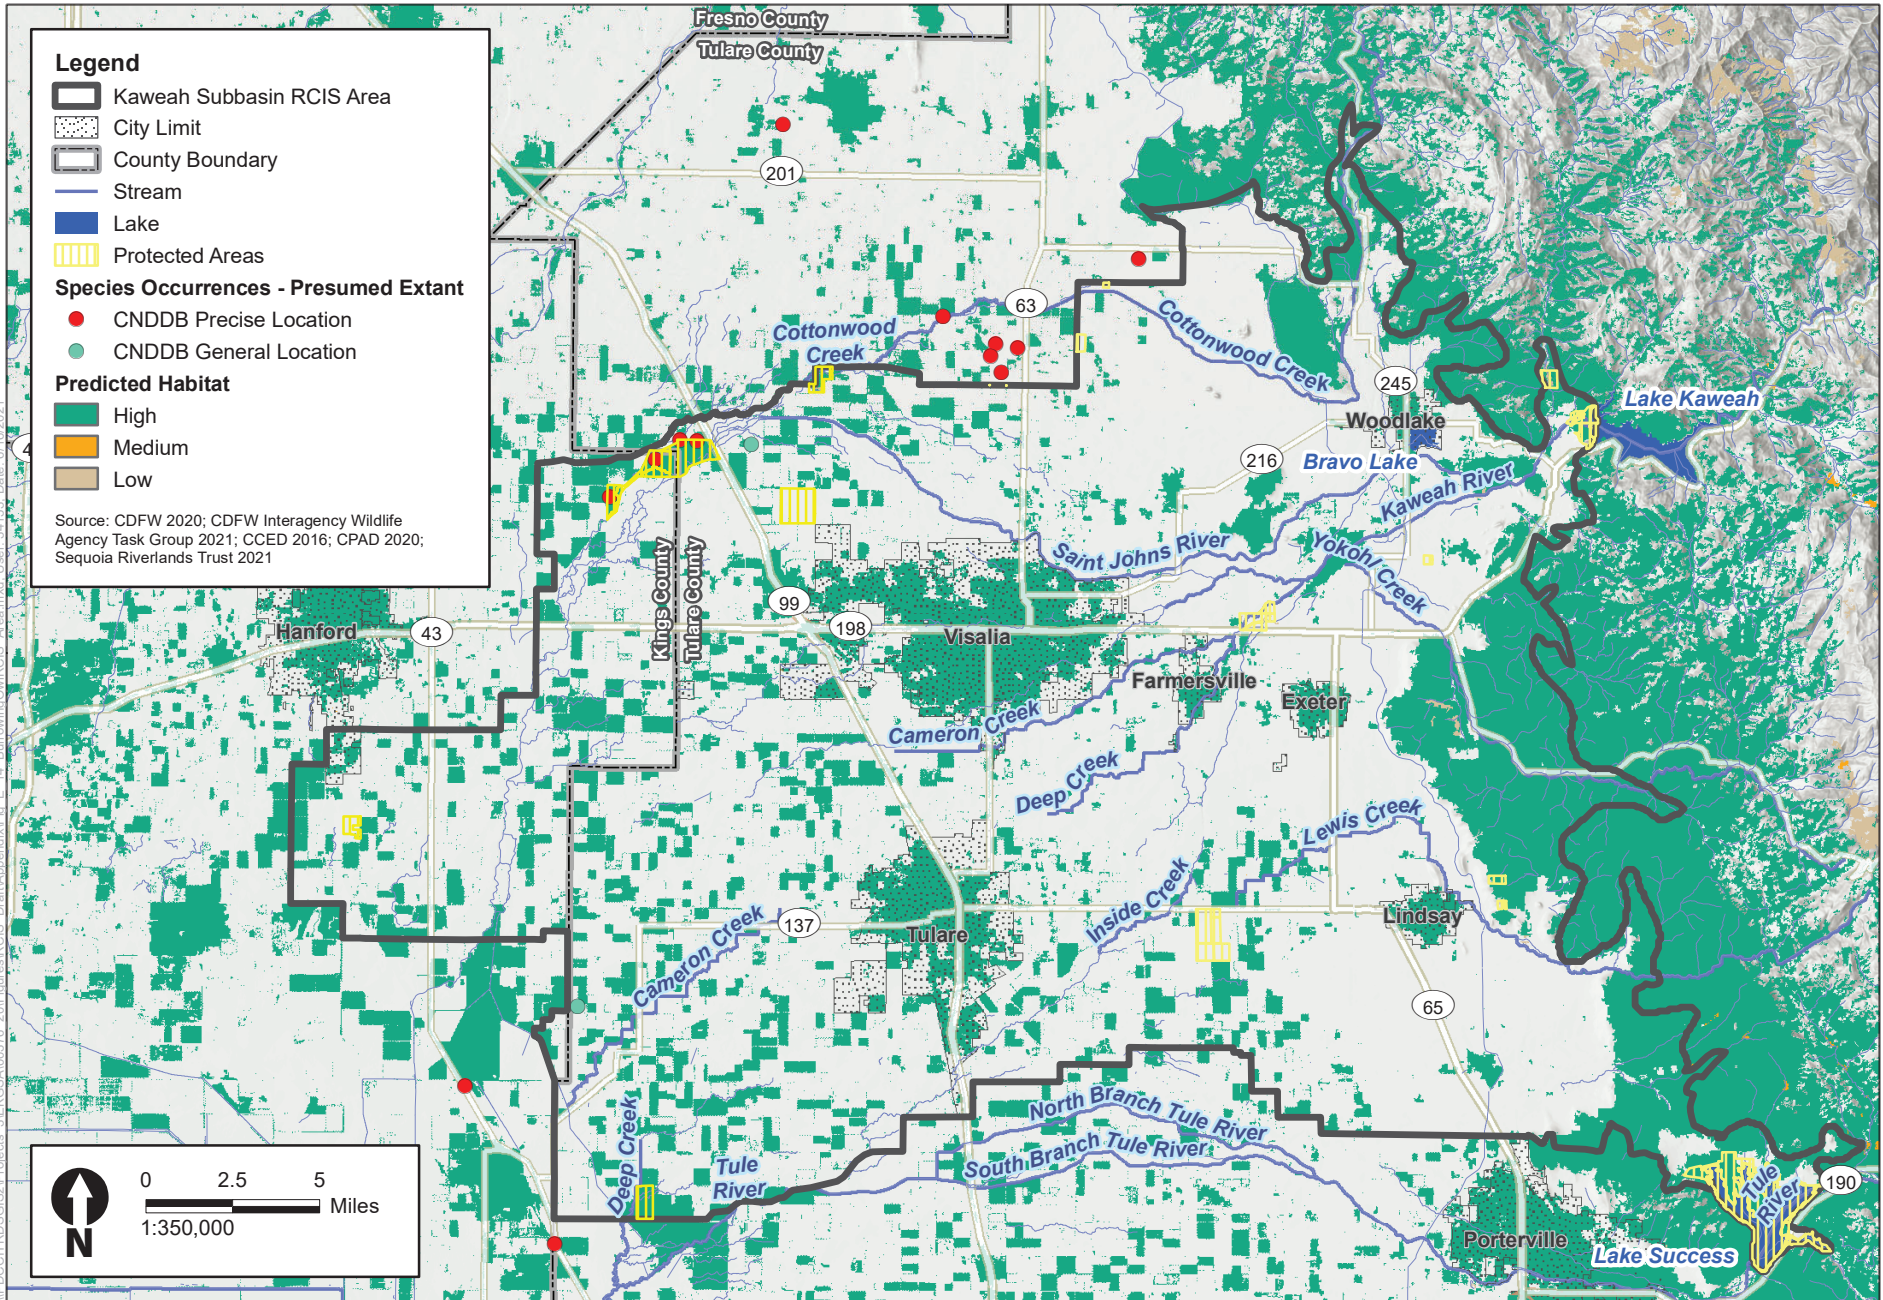 Legend
Kaweah Subbasin RCIS Area
City Limit
County Boundary
Stream
Lake
Protected Areas
Species Occurrences - Presumed Extant
CNDDB Precise Location
CNDDB General Location
Predicted Habitat
High
Medium
Low
Source: CDFW 2020; CDFW Interagency Wildlife
Agency Task Group 2021; CCED 2016; CPAD 2020;
Sequoia Riverlands Trust 2021
Fresno County
Tulare County
201
63
Cottonwood
Creek
Cottonwood Creek
245
Woodlake
Lake Kaweah
216
Bravo Lake
Kaweah River
Saint Johns River
Yokohl Creek
Kings County
Tulare County
99
198
Hanford
43
Visalia
Farmersville
Exeter
Cameron Creek
Deep Creek
Lewis Creek
Inside Creek
Lindsay
137
Tulare
Cameron Creek
65
North Branch Tule River
South Branch Tule River
Deep Creek
Tule
River
Tule
River
190
Porterville
Lake Success
N
0 2.5 5
Miles
1:350,000